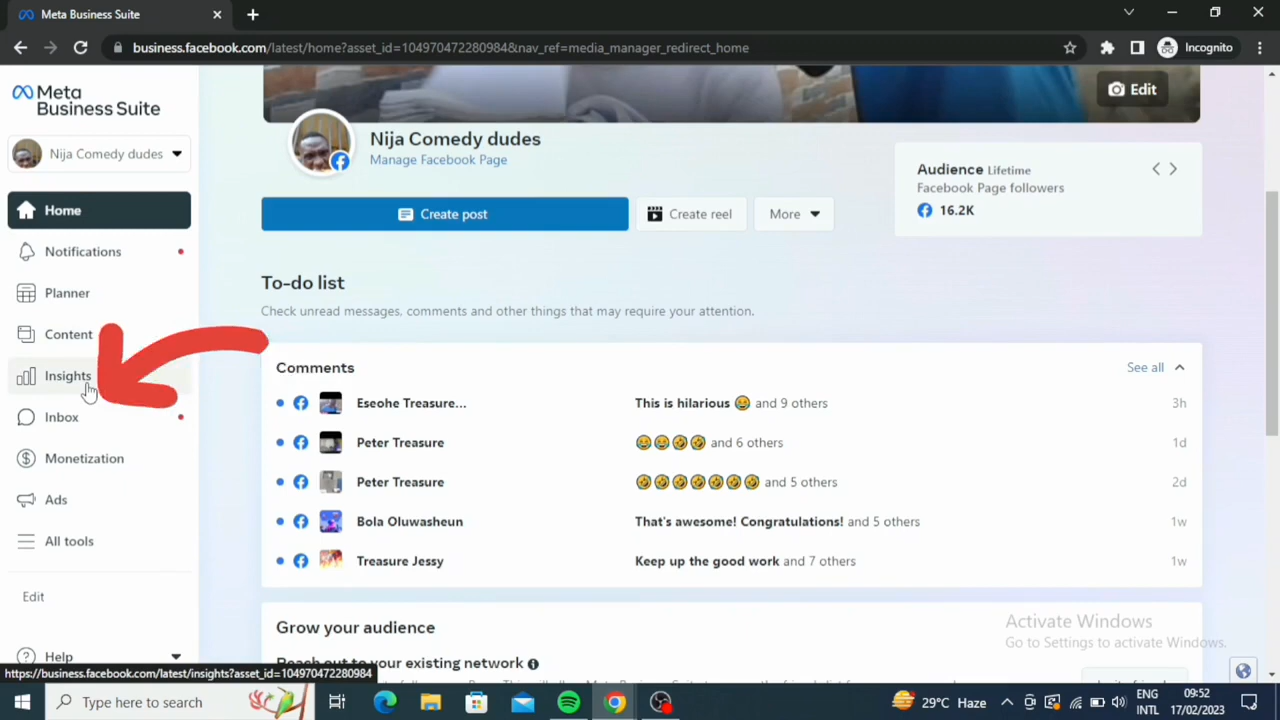 Meta Business Suite
business.facebook.com/latest/home?asset_id=104970472280984&nav_ref=media_manager_redirect_home
Incognito
Meta
Business Suite
Nija Comedy dudes
Home
Notifications
Planner
Content
Insights
Inbox
Monetization
Ads
All tools
Edit
Help
Edit
Nija Comedy dudes
Manage Facebook Page
Create post
Create reel
More
Audience Lifetime
Facebook Page followers
16.2K
To-do list
Check unread messages, comments and other things that may require your attention.
Comments
See all
Eseohe Treasure... This is hilarious 😂 and 9 others 3h
Peter Treasure 😂😂🤣🤣 and 6 others 1d
Peter Treasure 🤣🤣🤣🤣🤣🤣🤣 and 5 others 2d
Bola Oluwasheun That's awesome! Congratulations! and 5 others 1w
Treasure Jessy Keep up the good work and 7 others 1w
Grow your audience
Reach out to your existing network
Activate Windows
Go to Settings to activate Windows.
https://business.facebook.com/latest/insights?asset_id=104970472280984
Type here to search
29°C Haze
ENG
INTL
09:52
17/02/2023